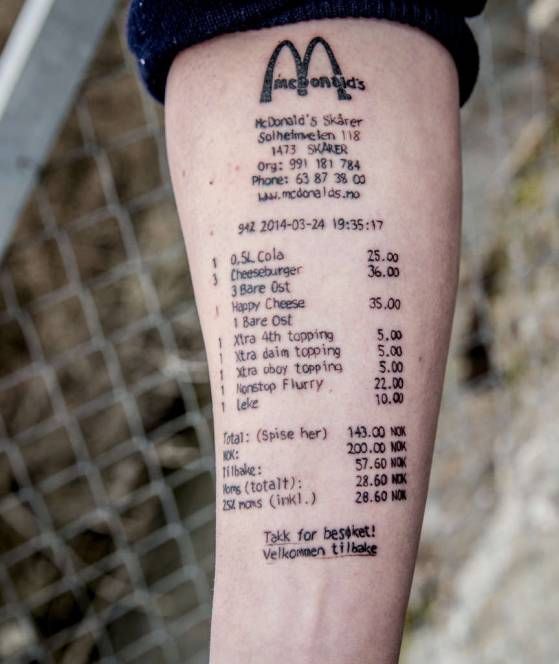 McDonald's
McDonald's Skårer
Solheimveien 118
1473 SKÅRER
Org: 991 181 784
Phone: 63 87 38 00
www.mcdonalds.no
942 2014-03-24 19:35:17
1 0,5L Cola 25.00
3 Cheeseburger 36.00
3 Bare Ost
1 Happy Cheese 35.00
1 Bare Ost
1 Xtra 4th topping 5.00
1 Xtra daim topping 5.00
1 Xtra oboy topping 5.00
1 Nonstop Flurry 22.00
1 Leke 10.00
Total: (Spise her) 143.00 NOK
NOK: 200.00 NOK
Tilbake: 57.60 NOK
Moms (totalt): 28.60 NOK
25% moms (inkl.) 28.60 NOK
Takk for besøket!
Velkommen tilbake